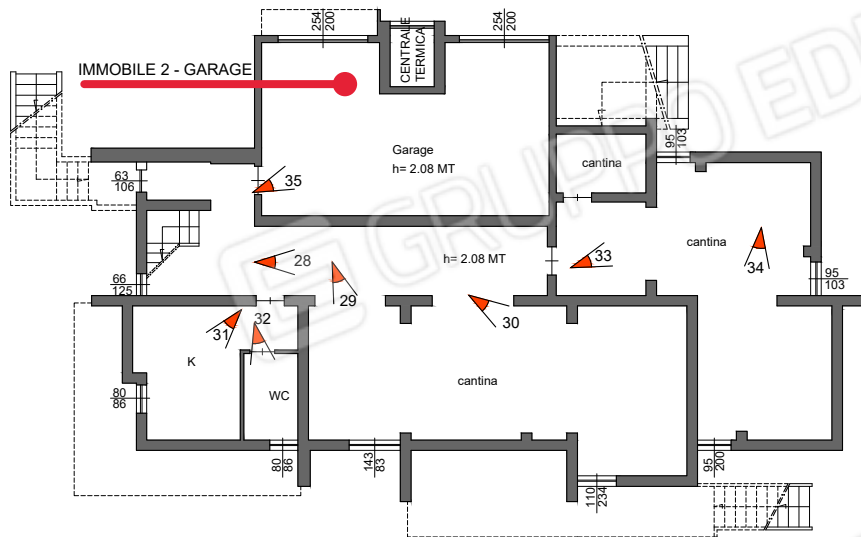 254
200
254
200
CENTRALE
TERMICA
IMMOBILE 2 - GARAGE
GRUPPO EDI
Garage
h= 2.08 MT
95
103
cantina
63
106
35
cantina
28
h= 2.08 MT
33
34
66
125
29
95
103
31
32
30
K
cantina
WC
80
86
80
86
143
83
110
234
95
200